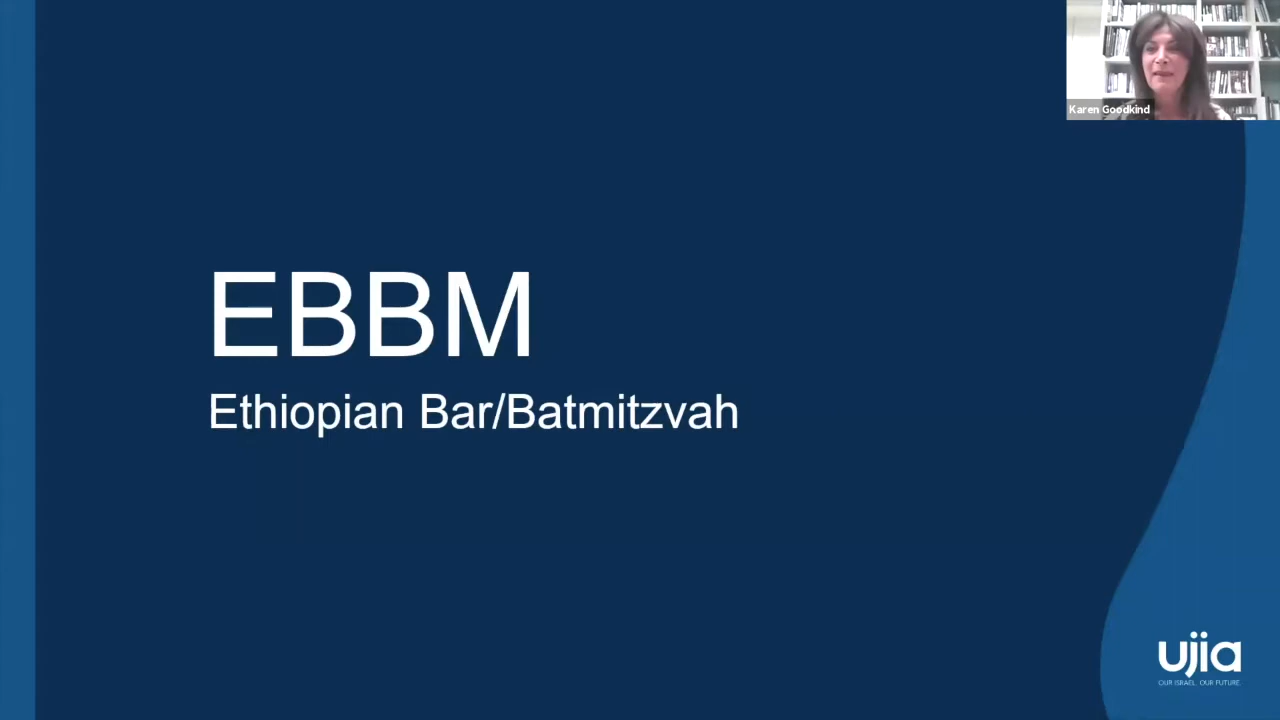 Karen Goodkind
EBBM
Ethiopian Bar/Batmitzvah
ujia
OUR ISRAEL. OUR FUTURE.